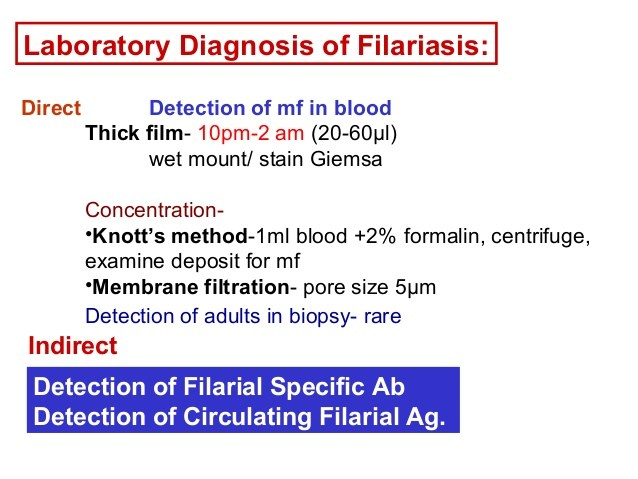 Laboratory Diagnosis of Filariasis:
Direct Detection of mf in blood
Thick film- 10pm-2 am (20-60µl)
wet mount/ stain Giemsa
Concentration-
•Knott’s method-1ml blood +2% formalin, centrifuge,
examine deposit for mf
•Membrane filtration- pore size 5µm
Detection of adults in biopsy- rare
Indirect
Detection of Filarial Specific Ab
Detection of Circulating Filarial Ag.